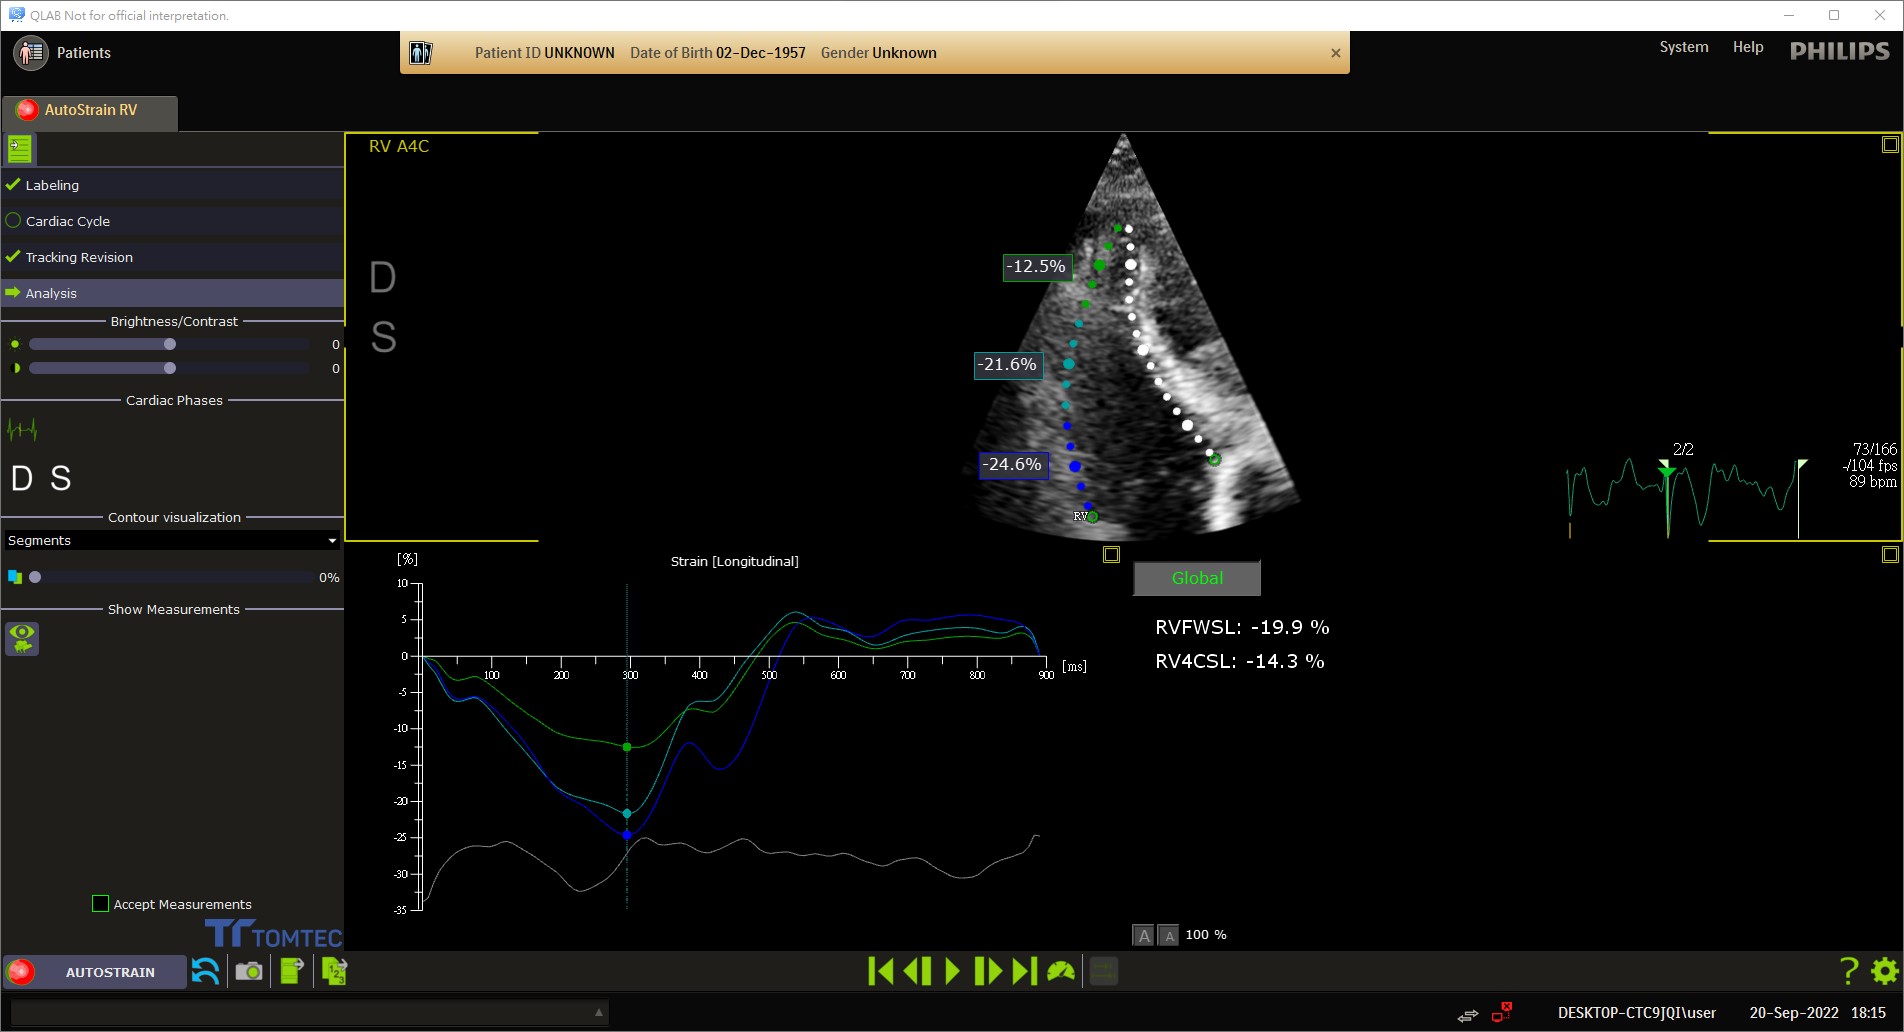 QLAB Not for official interpretation.
Patients
Patient ID UNKNOWN Date of Birth 02-Dec-1957 Gender Unknown
System Help PHILIPS
AutoStrain RV
Labeling
Cardiac Cycle
Tracking Revision
Analysis
Brightness/Contrast
0
0
Cardiac Phases
D S
Contour visualization
Segments
0%
Show Measurements
Accept Measurements
TOMTEC
RV A4C
D
S
-12.5%
-21.6%
-24.6%
RV
2/2
73/166
-/104 fps
89 bpm
[%]
Strain [Longitudinal]
10
5
0
-5
-10
-15
-20
-25
-30
-35
100 200 300 400 500 600 700 800 900
[ms]
Global
RVFWSL: -19.9 %
RV4CSL: -14.3 %
A A 100 %
AUTOSTRAIN
123
?
DESKTOP-CTC9JQI\user 20-Sep-2022 18:15